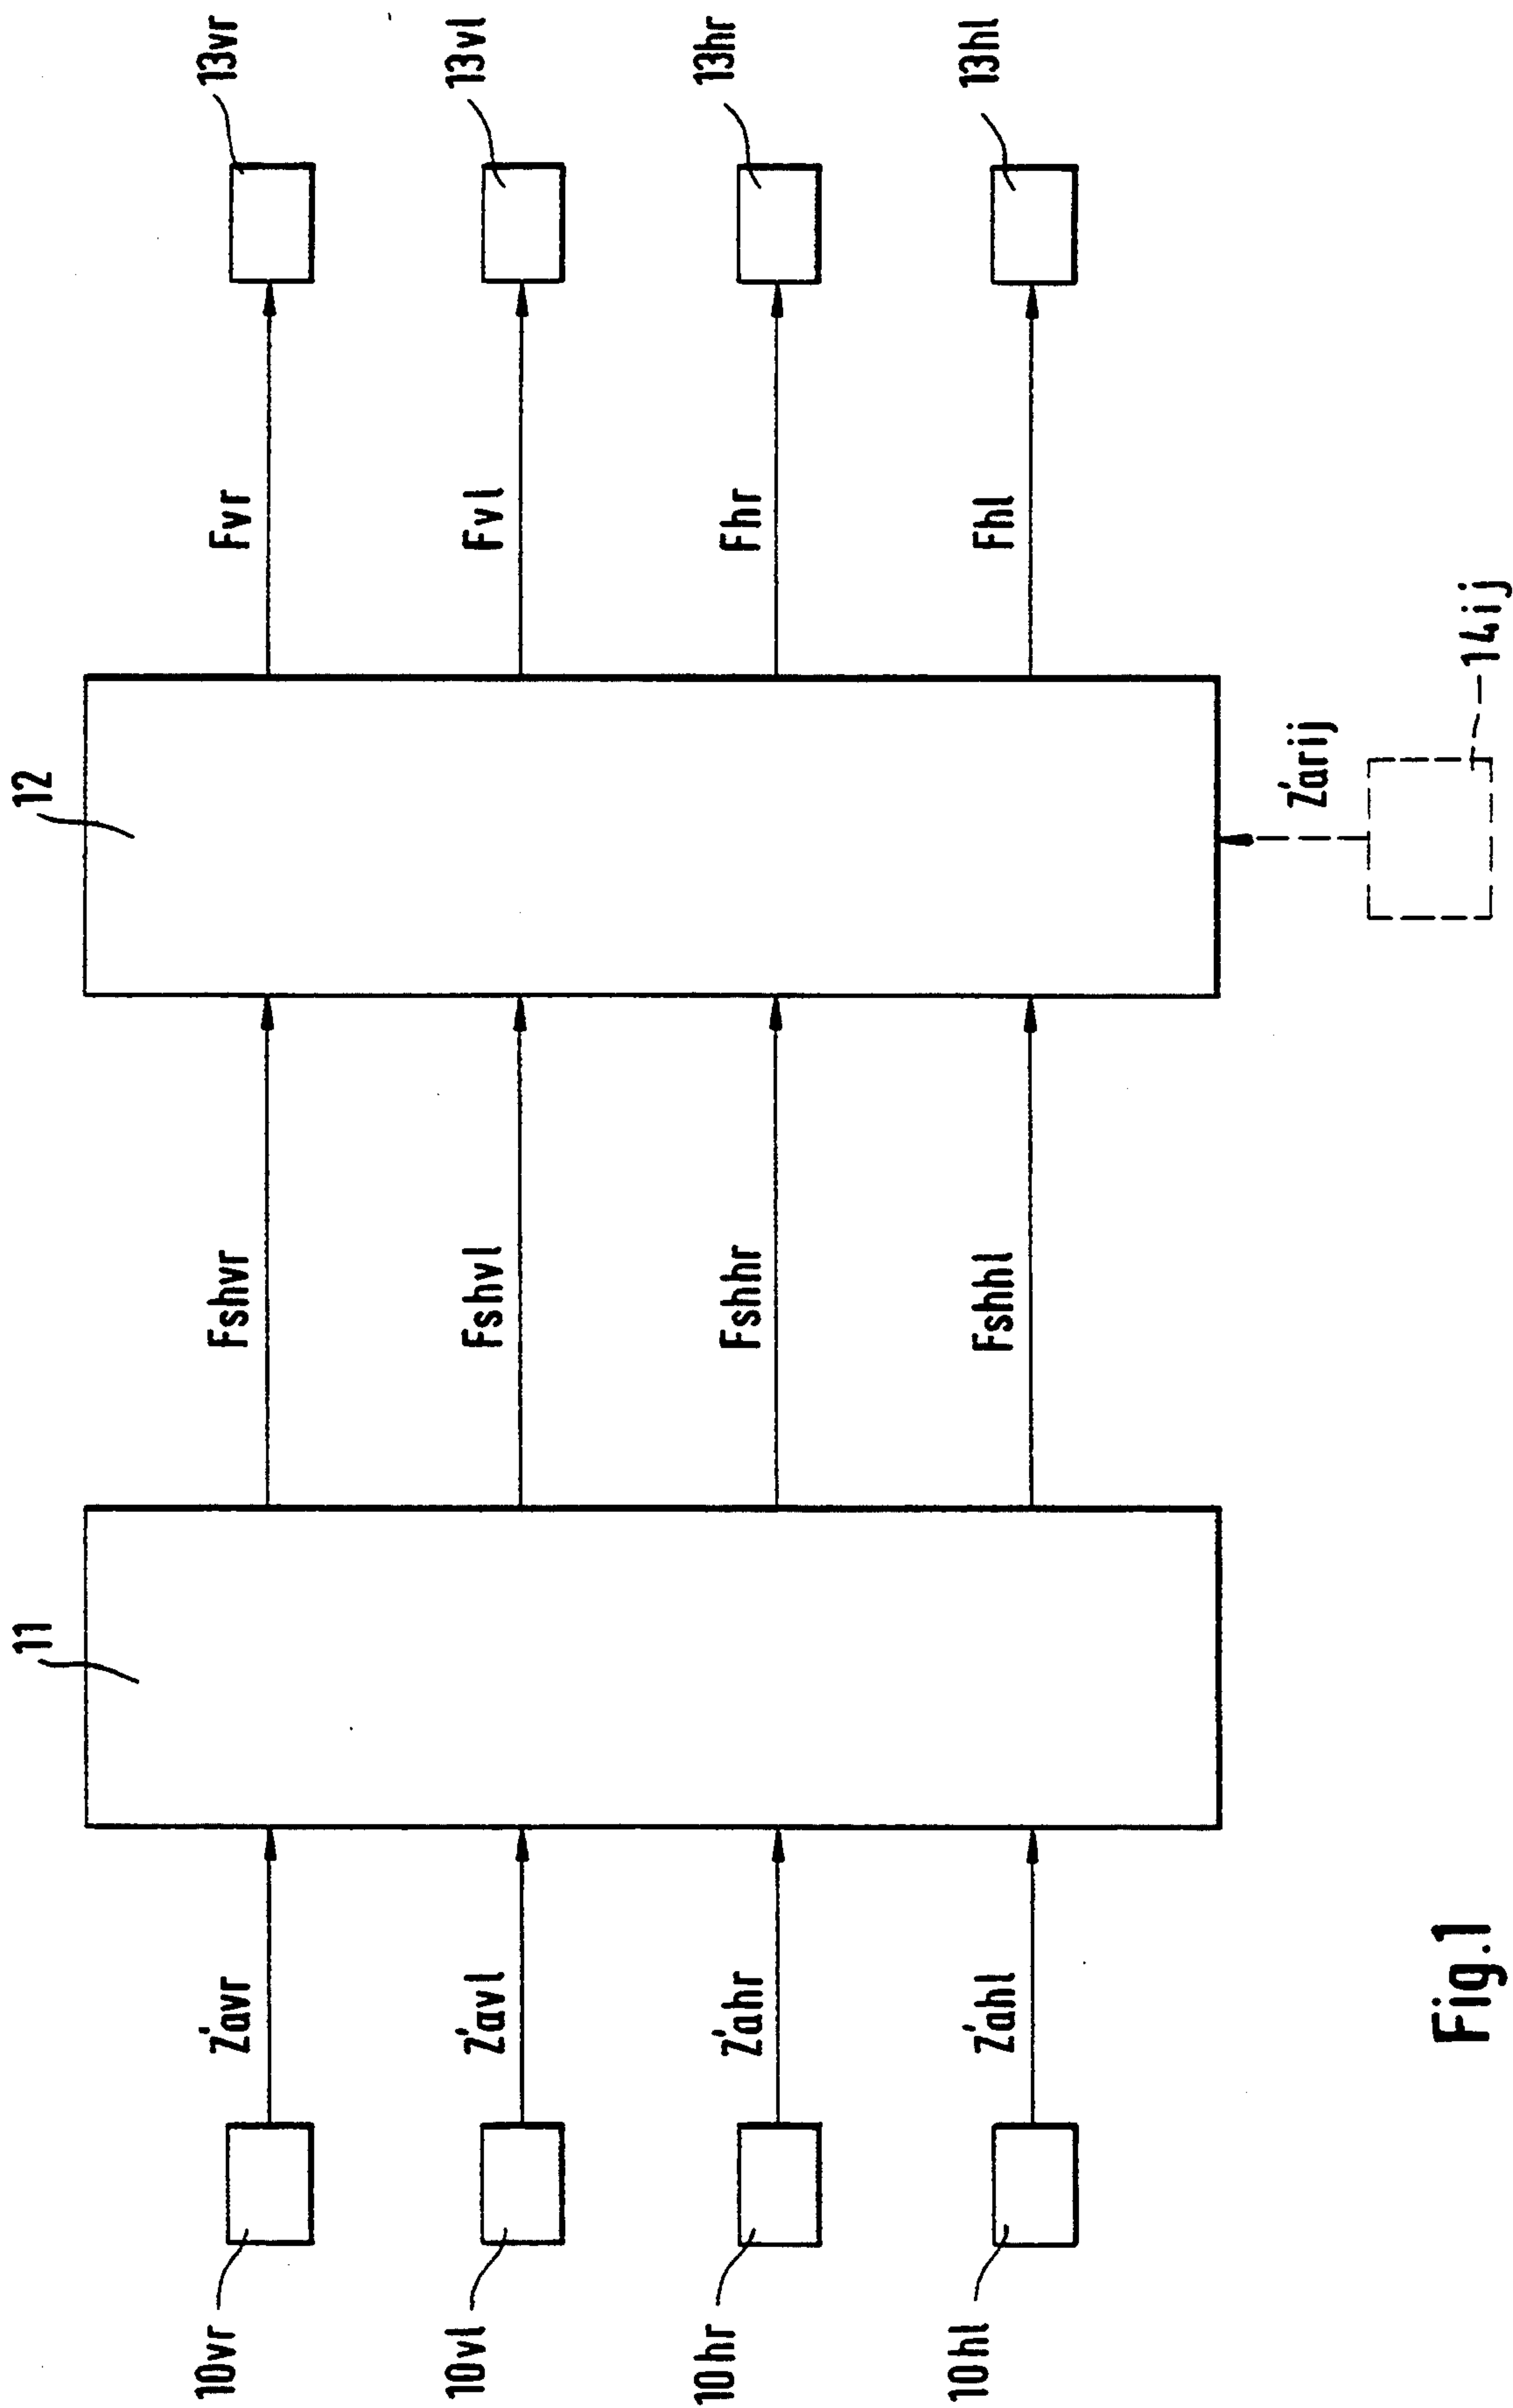 11
12
10vr
Z'avr
Fshvr
Fvr
13vr
10vl
Z'avl
Fshvl
Fvl
13vl
10hr
Z'ahr
Fshhr
Fhr
13hr
10hl
Z'ahl
Fshhl
Fhl
13hl
Z'arij
14ij
Fig.1